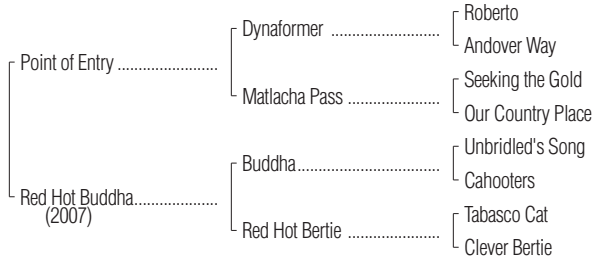 Roberto
Dynaformer ..............................
Andover Way
Point of Entry ............................
Seeking the Gold
Matlacha Pass .........................
Our Country Place
Unbridled's Song
Buddha.......................................
Cahooters
Red Hot Buddha.......................
(2007)
Tabasco Cat
Red Hot Bertie .........................
Clever Bertie